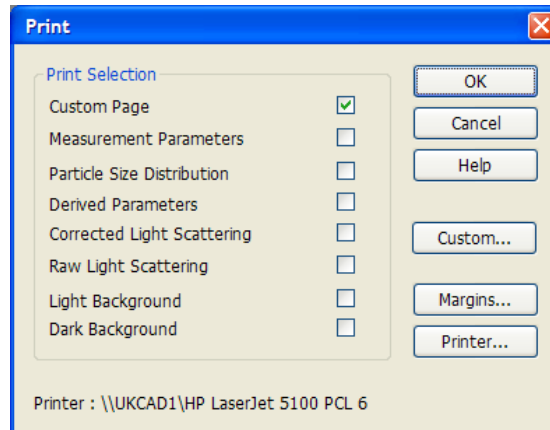 Print
Print Selection
Custom Page
Measurement Parameters
Particle Size Distribution
Derived Parameters
Corrected Light Scattering
Raw Light Scattering
Light Background
Dark Background
OK
Cancel
Help
Custom...
Margins...
Printer...
Printer : \\UKCAD1\HP LaserJet 5100 PCL 6